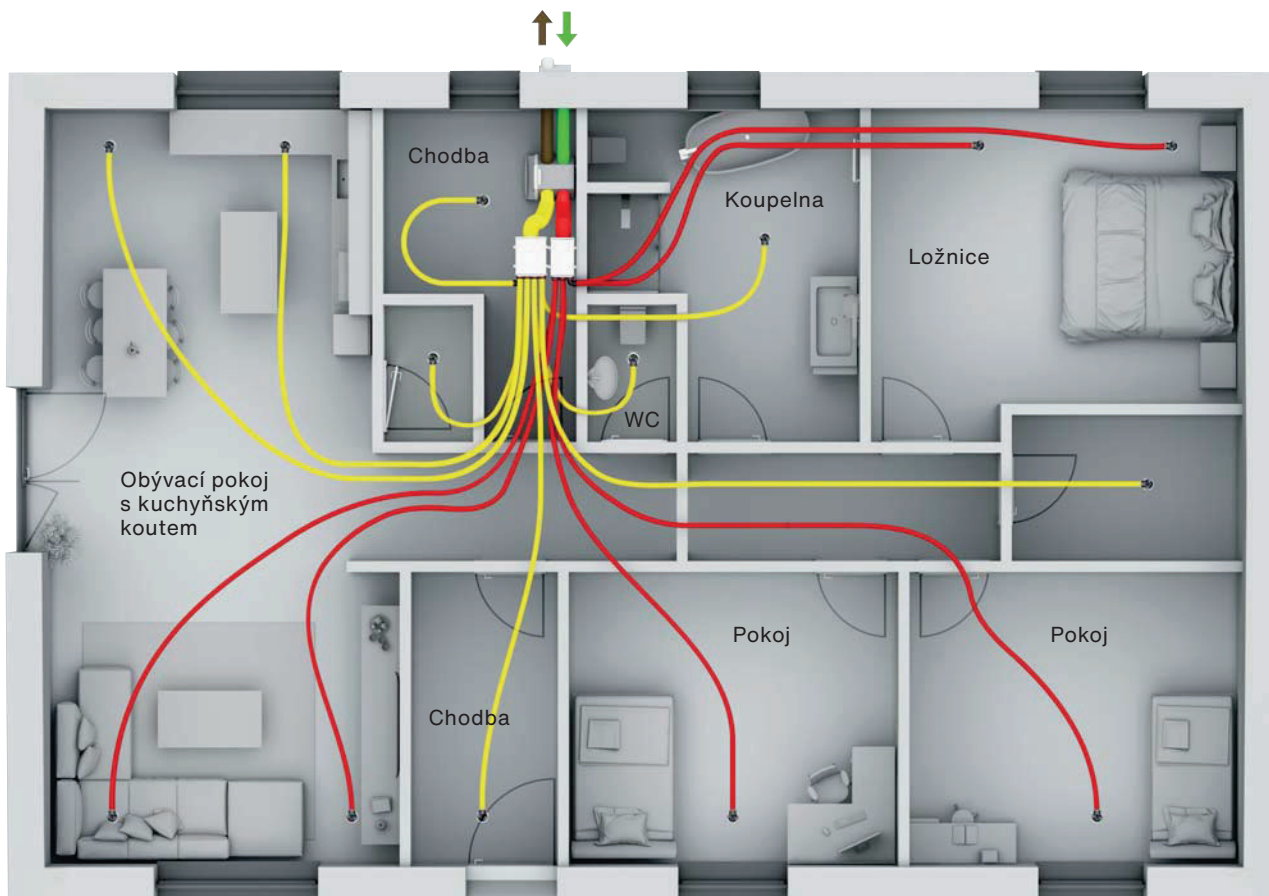 Chodba
Koupelna
Ložnice
WC
Obývací pokoj
s kuchyňským
koutem
Pokoj
Pokoj
Chodba